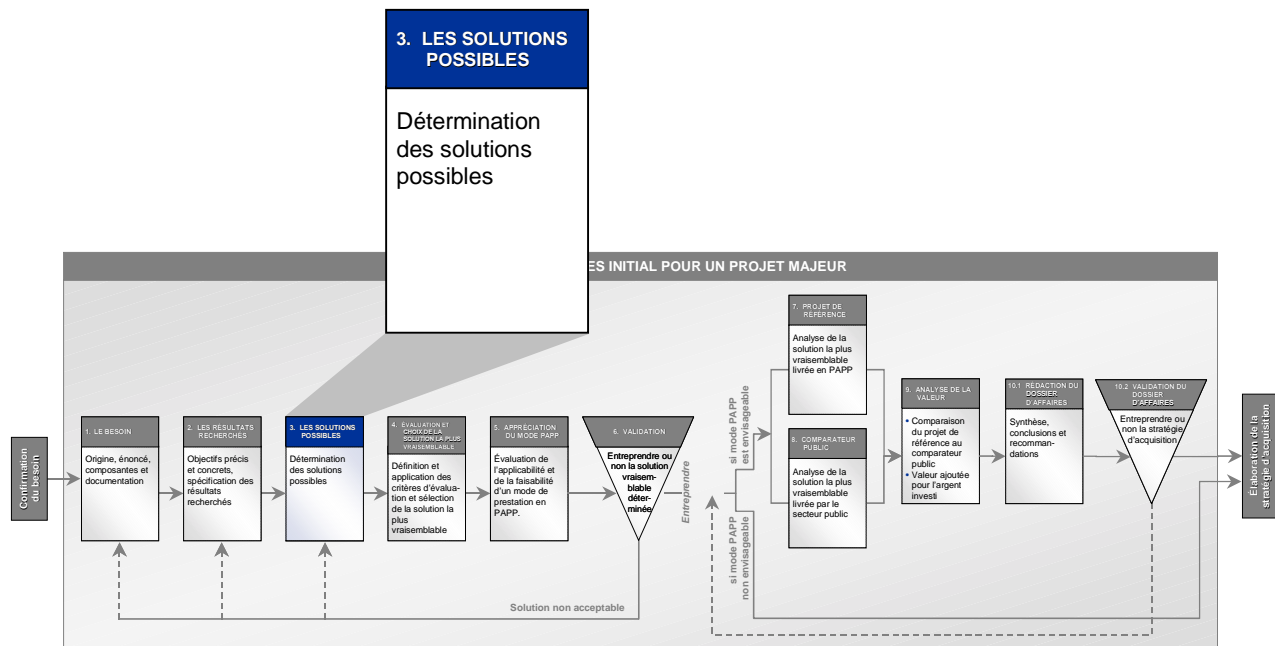 3. LES SOLUTIONS
POSSIBLES
Détermination
des solutions
possibles
ES INITIAL POUR UN PROJET MAJEUR
Confirmation
du besoin
1. LE BESOIN
Origine, énoncé,
composantes et
documentation
2. LES RÉSULTATS
RECHERCHÉS
Objectifs précis et
concrets,
spécification des
résultats
recherchés
3. LES SOLUTIONS
POSSIBLES
Détermination
des solutions
possibles
4. ÉVALUATION ET
CHOIX DE LA
SOLUTION LA PLUS
VRAISEMBLABLE
Définition et
application des
critères d'évalua-
tion et sélection
de la solution la
plus
vraisemblable
5. APPRÉCIATION
DU MODE PAPP
Évaluation de
l'applicabilité et
de la faisabilité
d'un mode de
prestation en
PAPP.
6. VALIDATION
Entreprendre ou
non la solution
vraisem-
blable
déter-
minée
Entreprendre
Solution non acceptable
si mode PAPP
est envisageable
si mode PAPP
non envisageable
7. PROJET DE
RÉFÉRENCE
Analyse de la
solution la plus
vraisemblable
livrée en PAPP
8. COMPARATEUR
PUBLIC
Analyse de la
solution la plus
vraisemblable
livrée par le
secteur public
9. ANALYSE DE LA
VALEUR
• Comparaison
du projet de
référence au
comparateur
public
• Valeur ajoutée
pour l'argent
investi
10.1 RÉDACTION DU
DOSSIER
D'AFFAIRES
Synthèse,
conclusions et
recomman-
dations
10.2 VALIDATION DU
DOSSIER
D'AFFAIRES
Entreprendre ou
non la stratégie
d'acquisition
Élaboration de la
stratégie d'acquisition